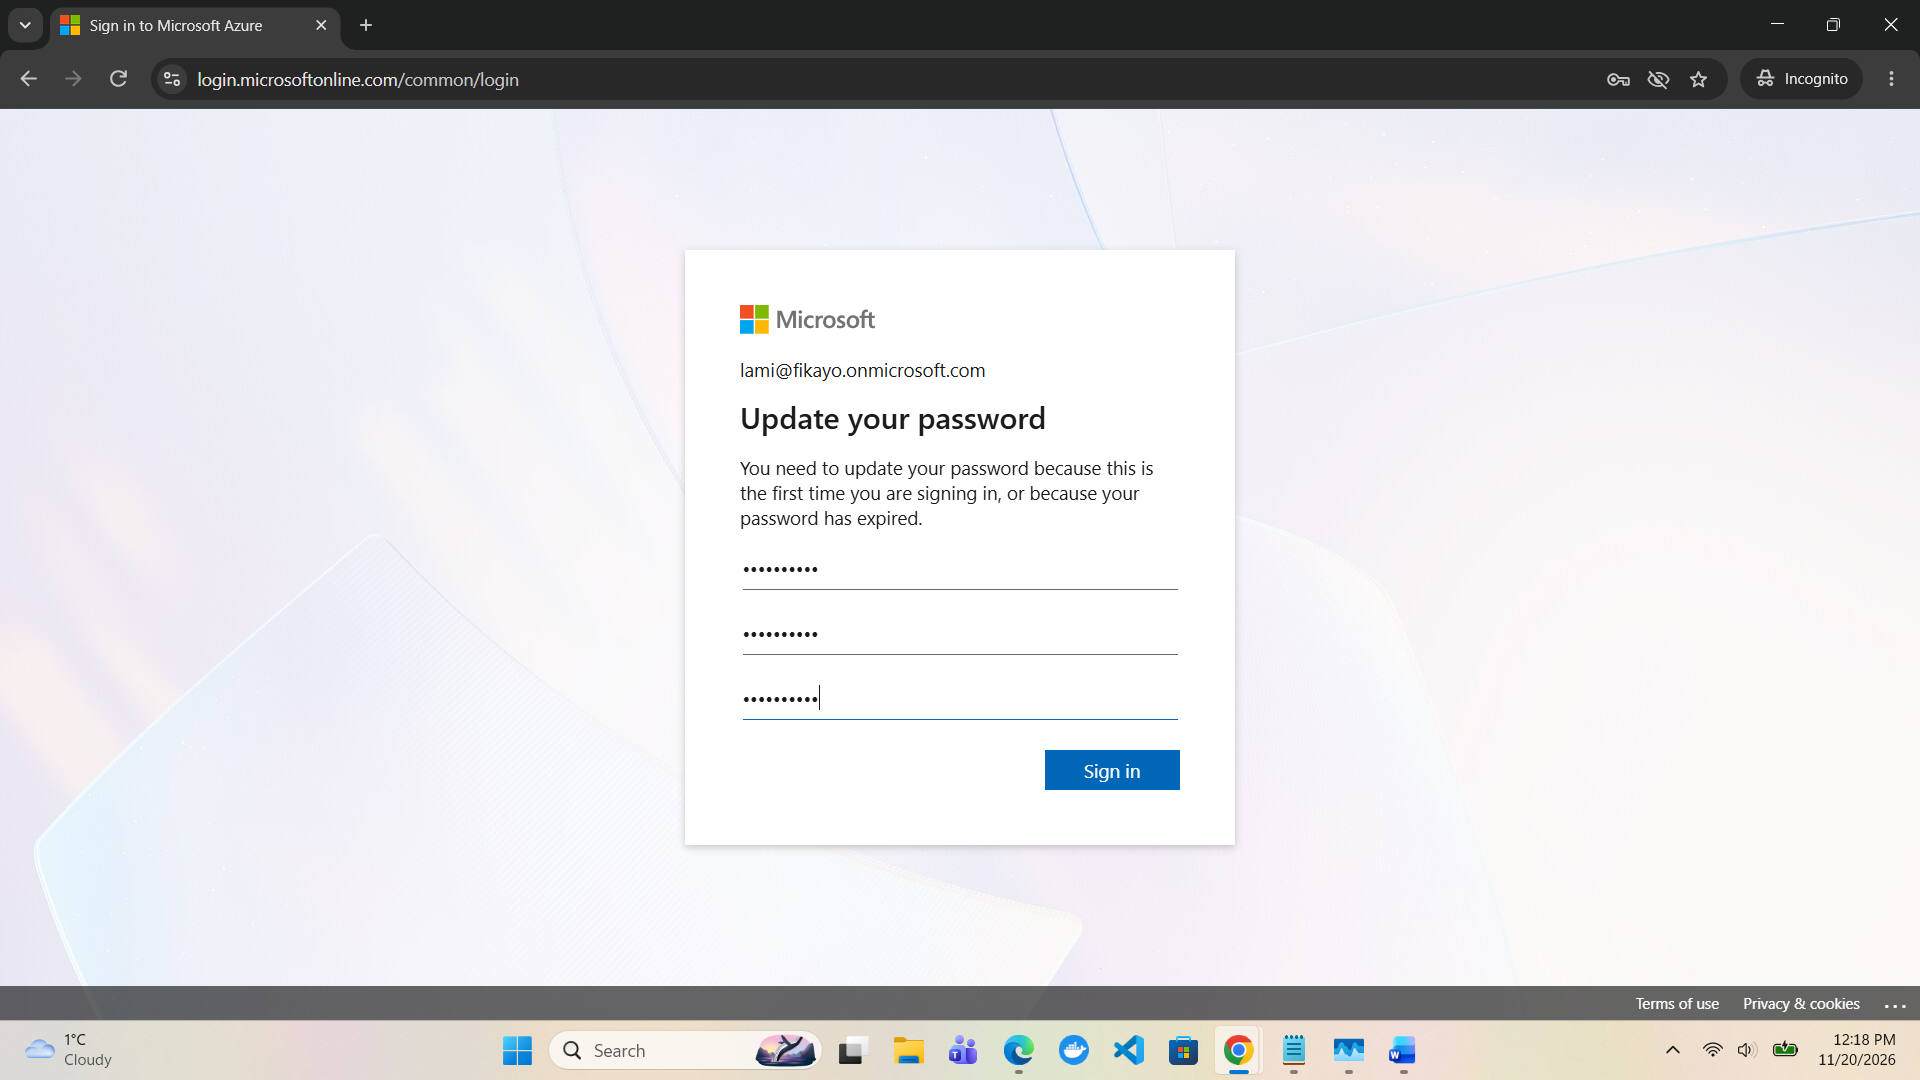 Sign in to Microsoft Azure
login.microsoftonline.com/common/login
Incognito
Microsoft
lami@fikayo.onmicrosoft.com
Update your password
You need to update your password because this is
the first time you are signing in, or because your
password has expired.
••••••••••
••••••••••
••••••••••
Sign in
Terms of use
Privacy & cookies
...
1°C
Cloudy
Search
12:18 PM
11/20/2026